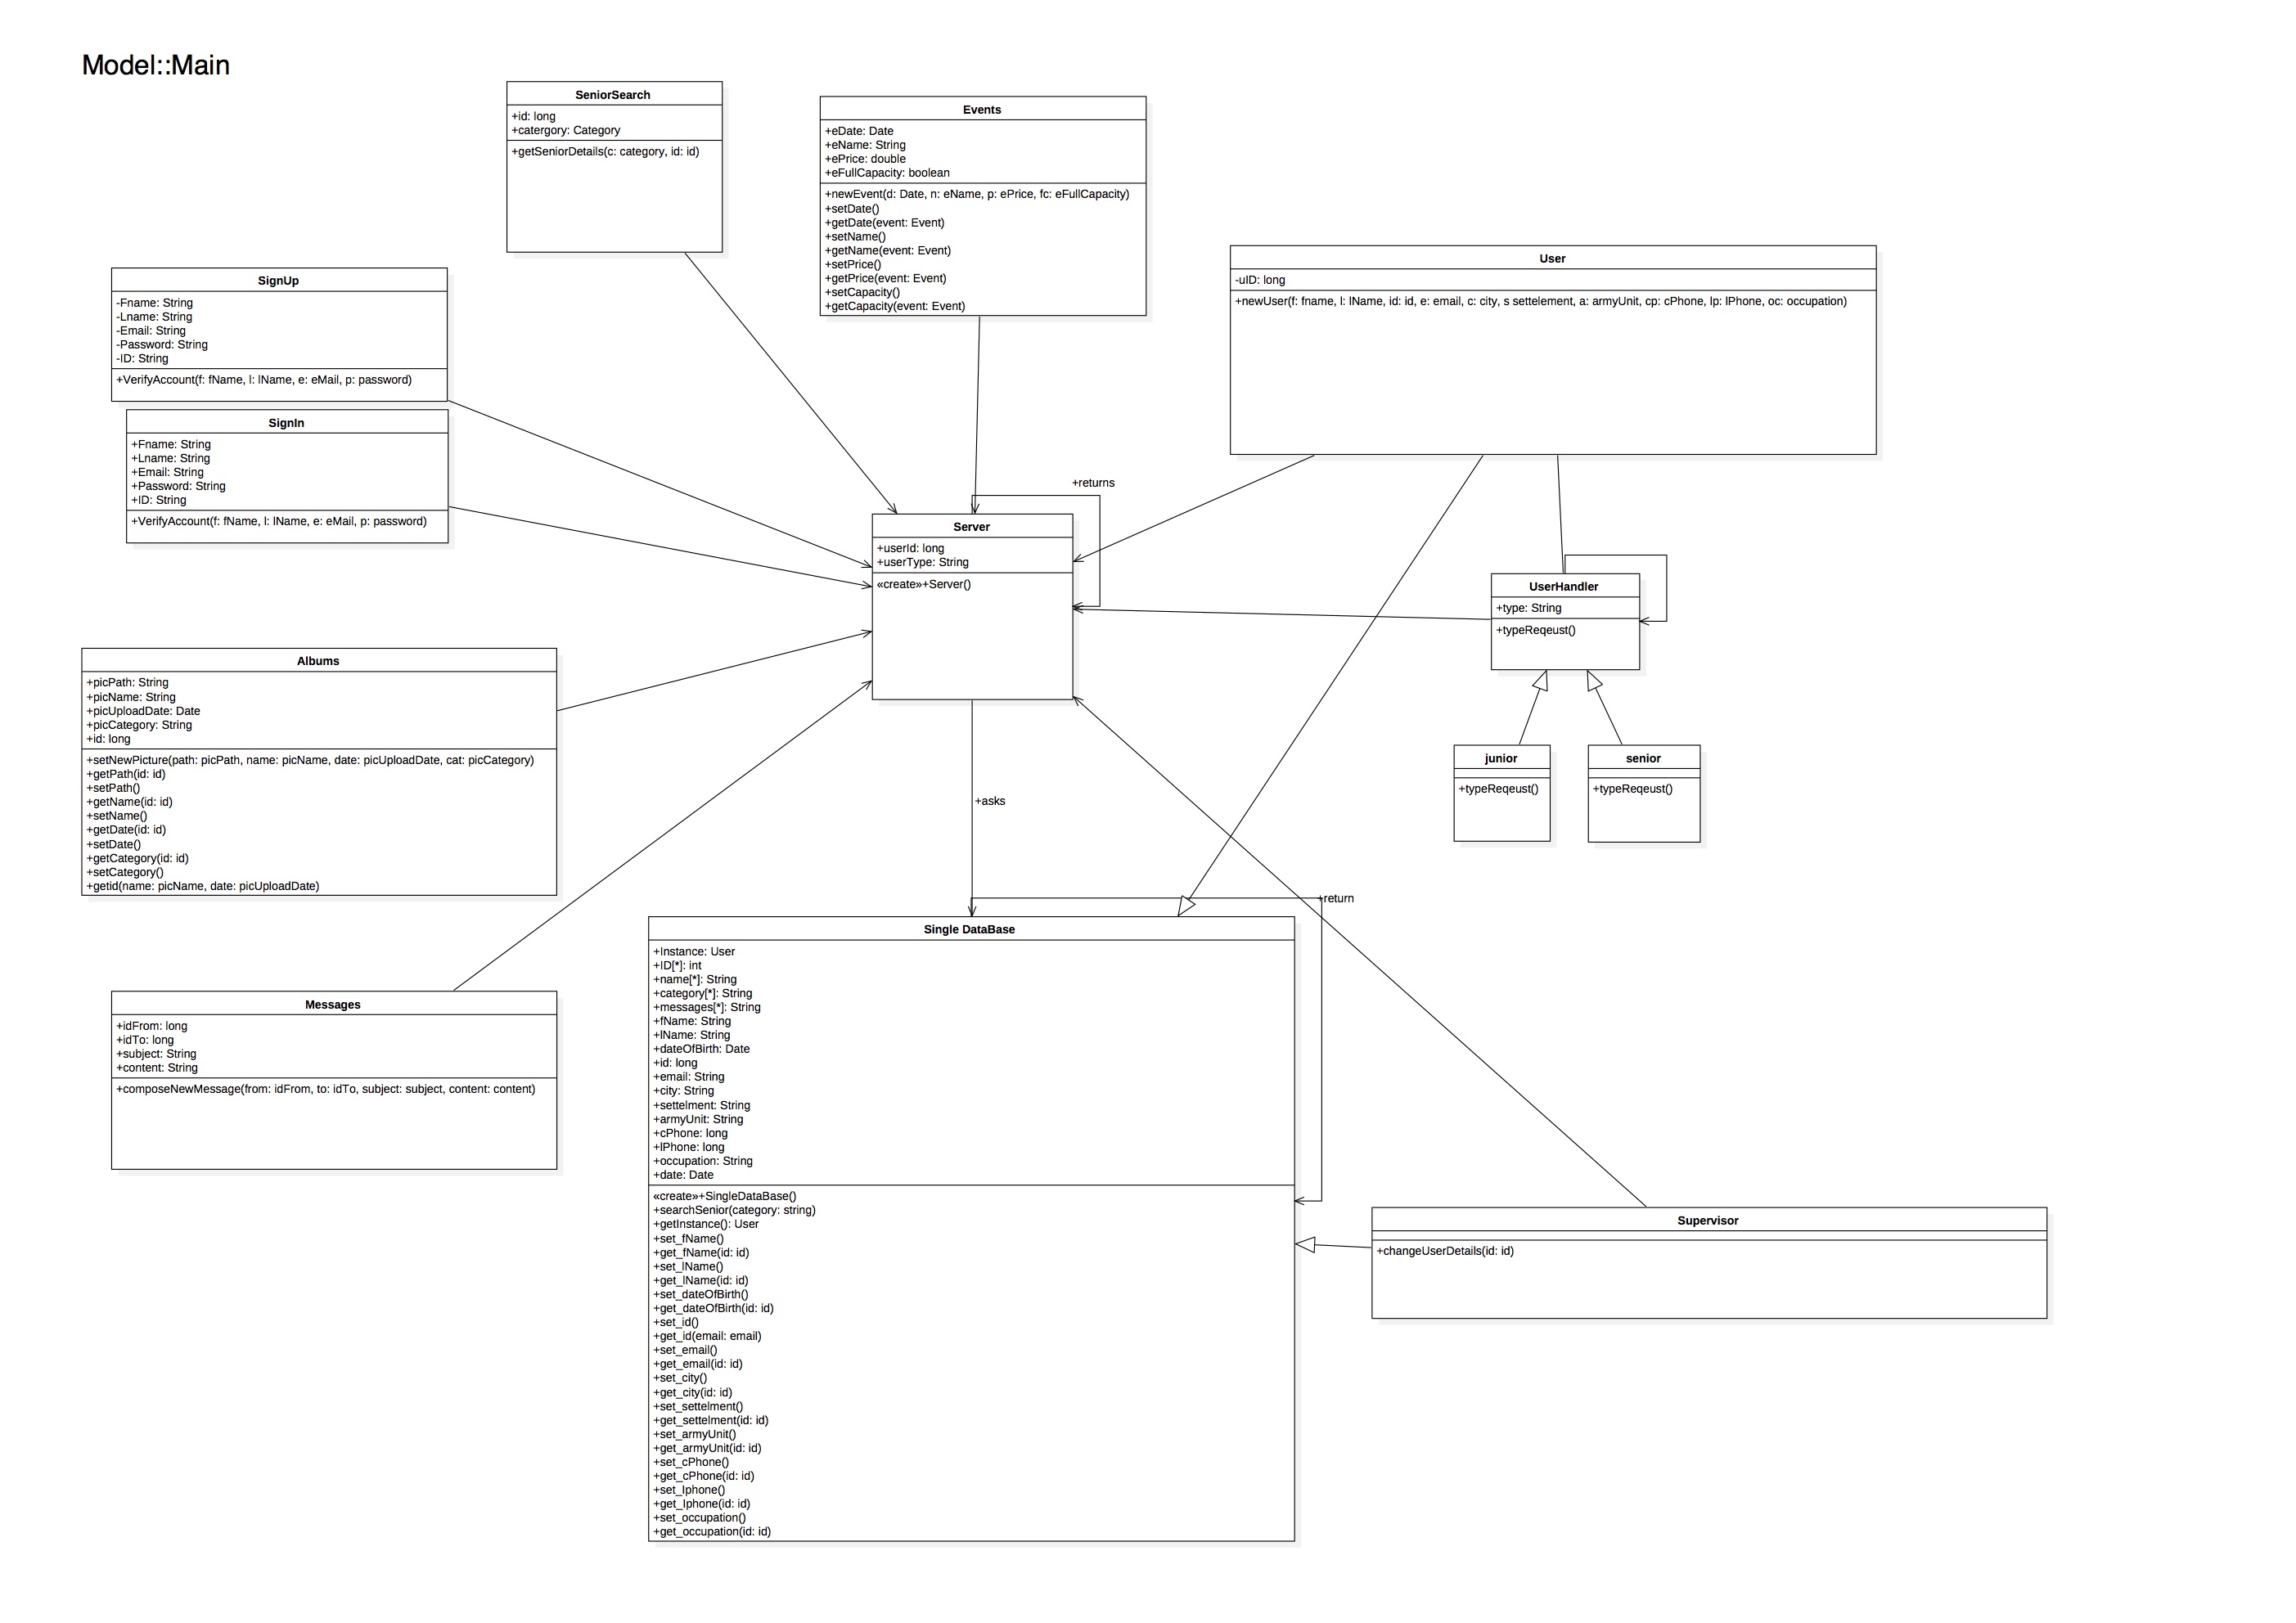 Model::Main
SeniorSearch
+id: long
+catergory: Category
+getSeniorDetails(c: category, id: id)
Events
+eDate: Date
+eName: String
+ePrice: double
+eFullCapacity: boolean
+newEvent(d: Date, n: eName, p: ePrice, fc: eFullCapacity)
+setDate()
+getDate(event: Event)
+setName()
+getName(event: Event)
+setPrice()
+getPrice(event: Event)
+setCapacity()
+getCapacity(event: Event)
User
-uID: long
+newUser(f: fname, l: lName, id: id, e: email, c: city, s settelement, a: armyUnit, cp: cPhone, lp: lPhone, oc: occupation)
SignUp
-Fname: String
-Lname: String
-Email: String
-Password: String
-ID: String
+VerifyAccount(f: fName, l: lName, e: eMail, p: password)
SignIn
+Fname: String
+Lname: String
+Email: String
+Password: String
+ID: String
+VerifyAccount(f: fName, l: lName, e: eMail, p: password)
+returns
Server
+userId: long
+userType: String
«create»+Server()
UserHandler
+type: String
+typeReqeust()
junior
+typeReqeust()
senior
+typeReqeust()
Albums
+picPath: String
+picName: String
+picUploadDate: Date
+picCategory: String
+id: long
+setNewPicture(path: picPath, name: picName, date: picUploadDate, cat: picCategory)
+getPath(id: id)
+setPath()
+getName(id: id)
+setName()
+getDate(id: id)
+setDate()
+getCategory(id: id)
+setCategory()
+getid(name: picName, date: picUploadDate)
+asks
+return
Messages
+idFrom: long
+idTo: long
+subject: String
+content: String
+composeNewMessage(from: idFrom, to: idTo, subject: subject, content: content)
Single DataBase
+Instance: User
+ID[*]: int
+name[*]: String
+category[*]: String
+messages[*]: String
+fName: String
+lName: String
+dateOfBirth: Date
+id: long
+email: String
+city: String
+settelment: String
+armyUnit: String
+cPhone: long
+lPhone: long
+occupation: String
+date: Date
«create»+SingleDataBase()
+searchSenior(category: string)
+getInstance(): User
+set_fName()
+get_fName(id: id)
+set_lName()
+get_lName(id: id)
+set_dateOfBirth()
+get_dateOfBirth(id: id)
+set_id()
+get_id(email: email)
+set_email()
+get_email(id: id)
+set_city()
+get_city(id: id)
+set_settelment()
+get_settelment(id: id)
+set_armyUnit()
+get_armyUnit(id: id)
+set_cPhone()
+get_cPhone(id: id)
+set_Iphone()
+get_Iphone(id: id)
+set_occupation()
+get_occupation(id: id)
Supervisor
+changeUserDetails(id: id)